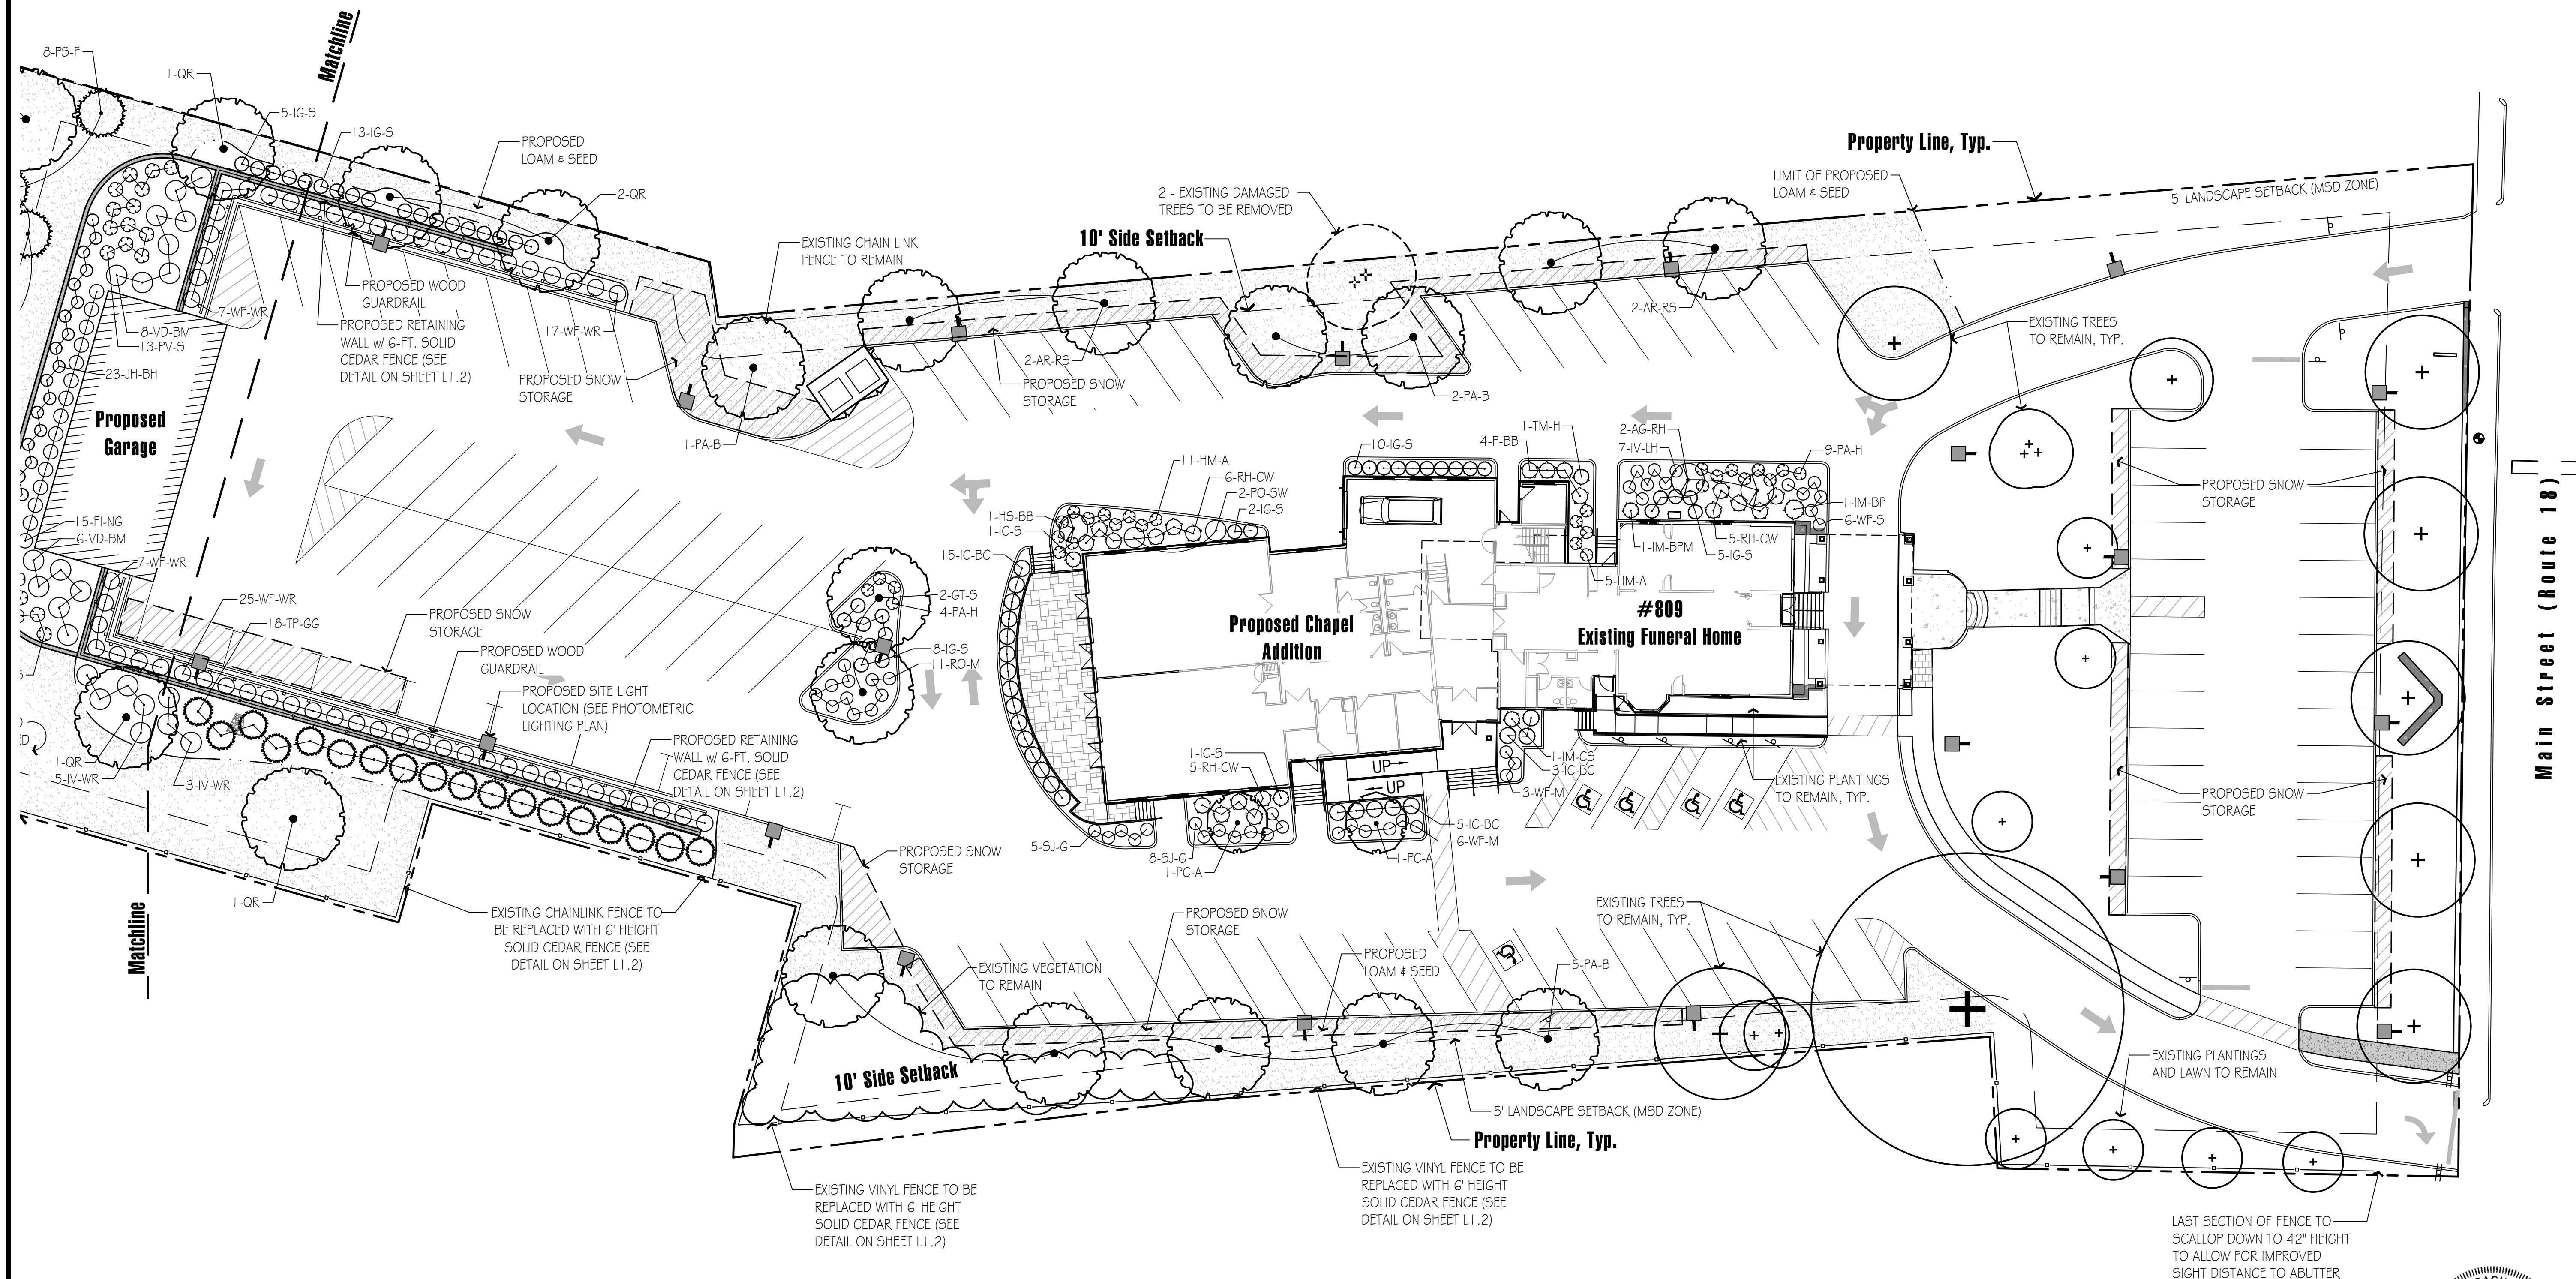 Matchline
8-PS-F
1-QR
5-IG-S
13-IG-S
PROPOSED
LOAM & SEED
2-QR
EXISTING CHAIN LINK
FENCE TO REMAIN
2 - EXISTING DAMAGED
TREES TO BE REMOVED
10' Side Setback
Property Line, Typ.
LIMIT OF PROPOSED
LOAM & SEED
5' LANDSCAPE SETBACK (MSD ZONE)
PROPOSED WOOD
GUARDRAIL
7-WF-WR
PROPOSED RETAINING
WALL w/ 6-FT. SOLID
CEDAR FENCE (SEE
DETAIL ON SHEET L1.2)
17-WF-WR
8-VD-BM
13-PV-S
23-JH-BH
PROPOSED SNOW
STORAGE
2-AR-RS
PROPOSED SNOW
STORAGE
2-AR-RS
2-PA-B
EXISTING TREES
TO REMAIN, TYP.
Proposed
Garage
1-PA-B
11-HM-A
6-RH-CW
2-PO-SW
2-IG-S
1-HS-BB
1-IC-S
15-IC-BC
10-IG-S
4-P-BB
1-TM-H
2-AG-RH
7-IV-LH
9-PA-H
1-IM-BP
6-WF-S
1-IM-BPM
5-RH-CW
5-IG-S
5-HM-A
PROPOSED SNOW
STORAGE
Main Street (Route 18)
15-FI-NG
6-VD-BM
7-WF-WR
25-WF-WR
18-TP-GG
PROPOSED SNOW
STORAGE
PROPOSED WOOD
GUARDRAIL
PROPOSED SITE LIGHT
LOCATION (SEE PHOTOMETRIC
LIGHTING PLAN)
PROPOSED RETAINING
WALL w/ 6-FT. SOLID
CEDAR FENCE (SEE
DETAIL ON SHEET L1.2)
2-GT-S
4-PA-H
8-IG-S
11-RO-M
Proposed Chapel
Addition
#809
Existing Funeral Home
1-QR
5-IV-WR
3-IV-WR
1-QR
1-IC-S
5-RH-CW
UP
UP
1-IM-CS
3-IC-BC
3-WF-M
EXISTING PLANTINGS
TO REMAIN, TYP.
PROPOSED SNOW
STORAGE
5-SJ-G
8-SJ-G
1-PC-A
5-IC-BC
6-WF-M
1-PC-A
PROPOSED SNOW
STORAGE
Matchline
EXISTING CHAINLINK FENCE TO
BE REPLACED WITH 6' HEIGHT
SOLID CEDAR FENCE (SEE
DETAIL ON SHEET L1.2)
PROPOSED SNOW
STORAGE
EXISTING TREES
TO REMAIN, TYP.
EXISTING VEGETATION
TO REMAIN
PROPOSED
LOAM & SEED
5-PA-B
10' Side Setback
5' LANDSCAPE SETBACK (MSD ZONE)
Property Line, Typ.
EXISTING PLANTINGS
AND LAWN TO REMAIN
EXISTING VINYL FENCE TO BE
REPLACED WITH 6' HEIGHT
SOLID CEDAR FENCE (SEE
DETAIL ON SHEET L1.2)
EXISTING VINYL FENCE TO BE
REPLACED WITH 6' HEIGHT
SOLID CEDAR FENCE (SEE
DETAIL ON SHEET L1.2)
LAST SECTION OF FENCE TO
SCALLOP DOWN TO 42" HEIGHT
TO ALLOW FOR IMPROVED
SIGHT DISTANCE TO ABUTTER